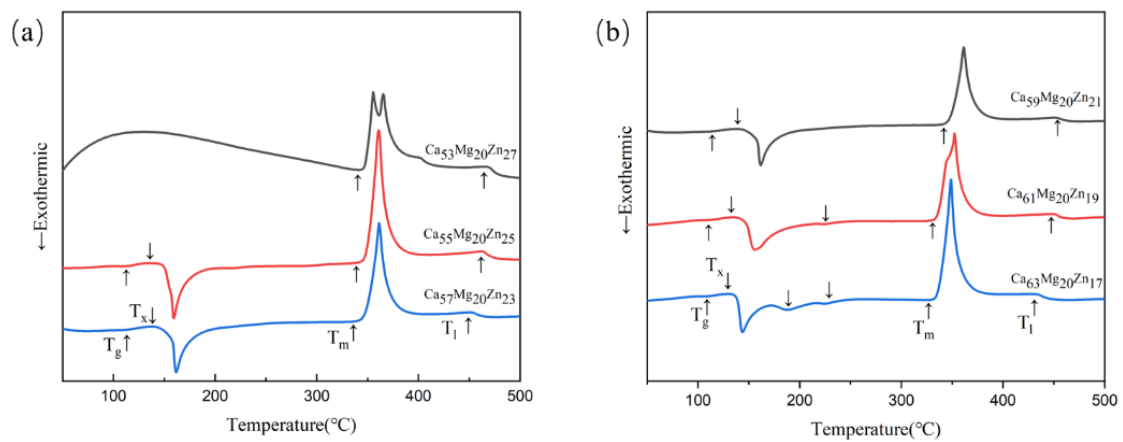 (a)
←Exothermic
Ca53Mg20Zn27
Ca55Mg20Zn25
Ca57Mg20Zn23
Tx
Tg
Tm
Tl
100 200 300 400 500
Temperature(℃)
(b)
←Exothermic
Ca59Mg20Zn21
Ca61Mg20Zn19
Ca63Mg20Zn17
Tx
Tg
Tm
Tl
100 200 300 400 500
Temperature(℃)